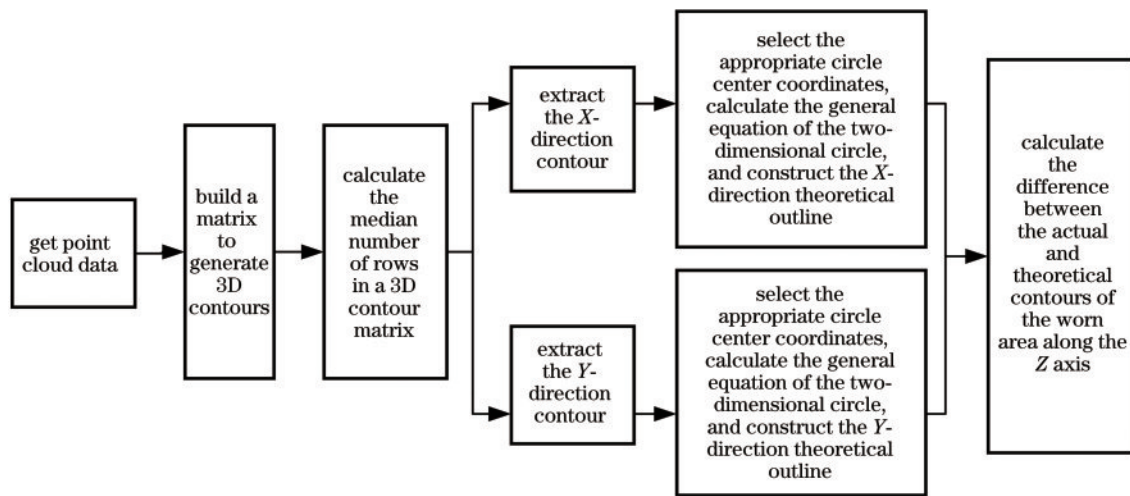 get point
cloud data
build a
matrix
to
generate
3D
contours
calculate
the
median
number
of rows
in a 3D
contour
matrix
extract
the X-
direction
contour
select the
appropriate circle
center coordinates,
calculate the general
equation of the two-
dimensional circle,
and construct the X-
direction theoretical
outline
extract
the Y-
direction
contour
select the
appropriate circle
center coordinates,
calculate the general
equation of the two-
dimensional circle,
and construct the Y-
direction theoretical
outline
calculate
the
difference
between
the actual
and
theoretical
contours of
the worn
area along the
Z axis